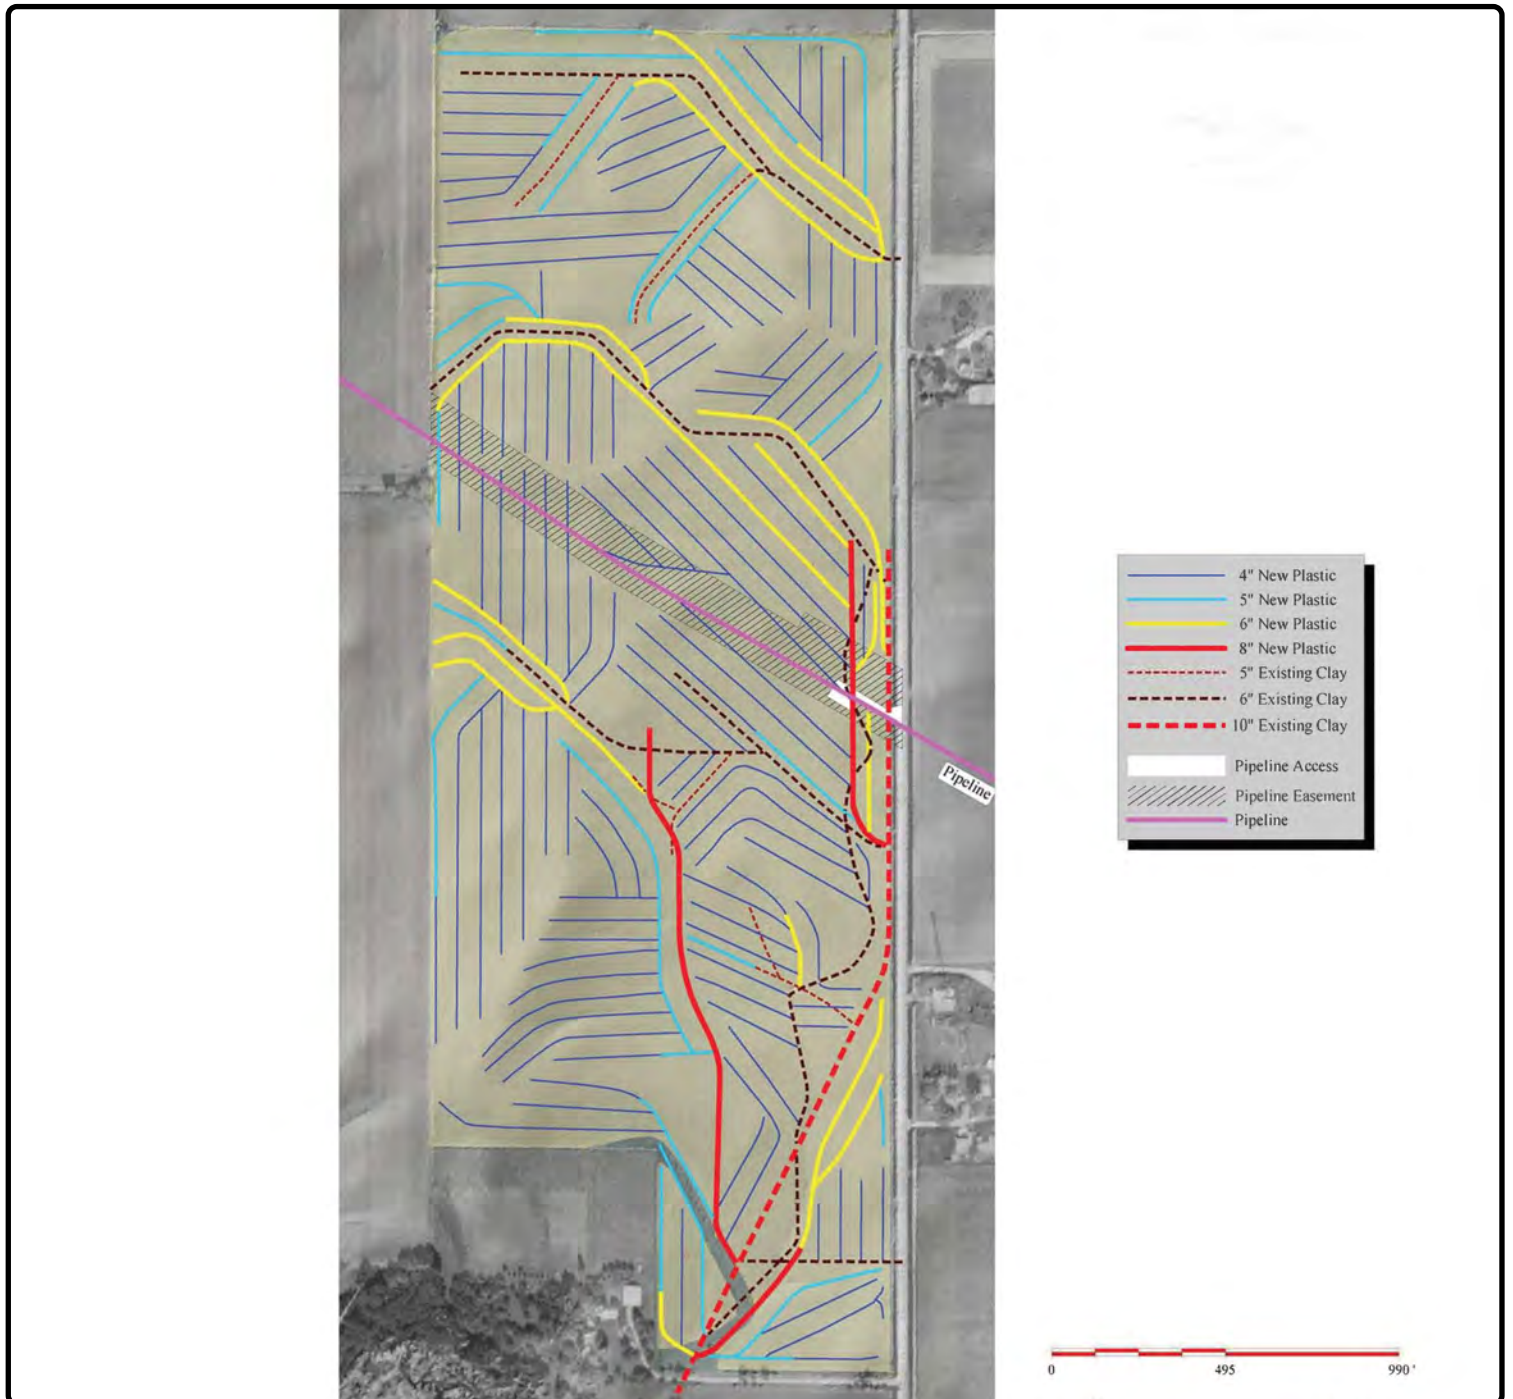 Pipeline
4" New Plastic
5" New Plastic
6" New Plastic
8" New Plastic
5" Existing Clay
6" Existing Clay
10" Existing Clay
Pipeline Access
Pipeline Easement
Pipeline
0 495 990 '